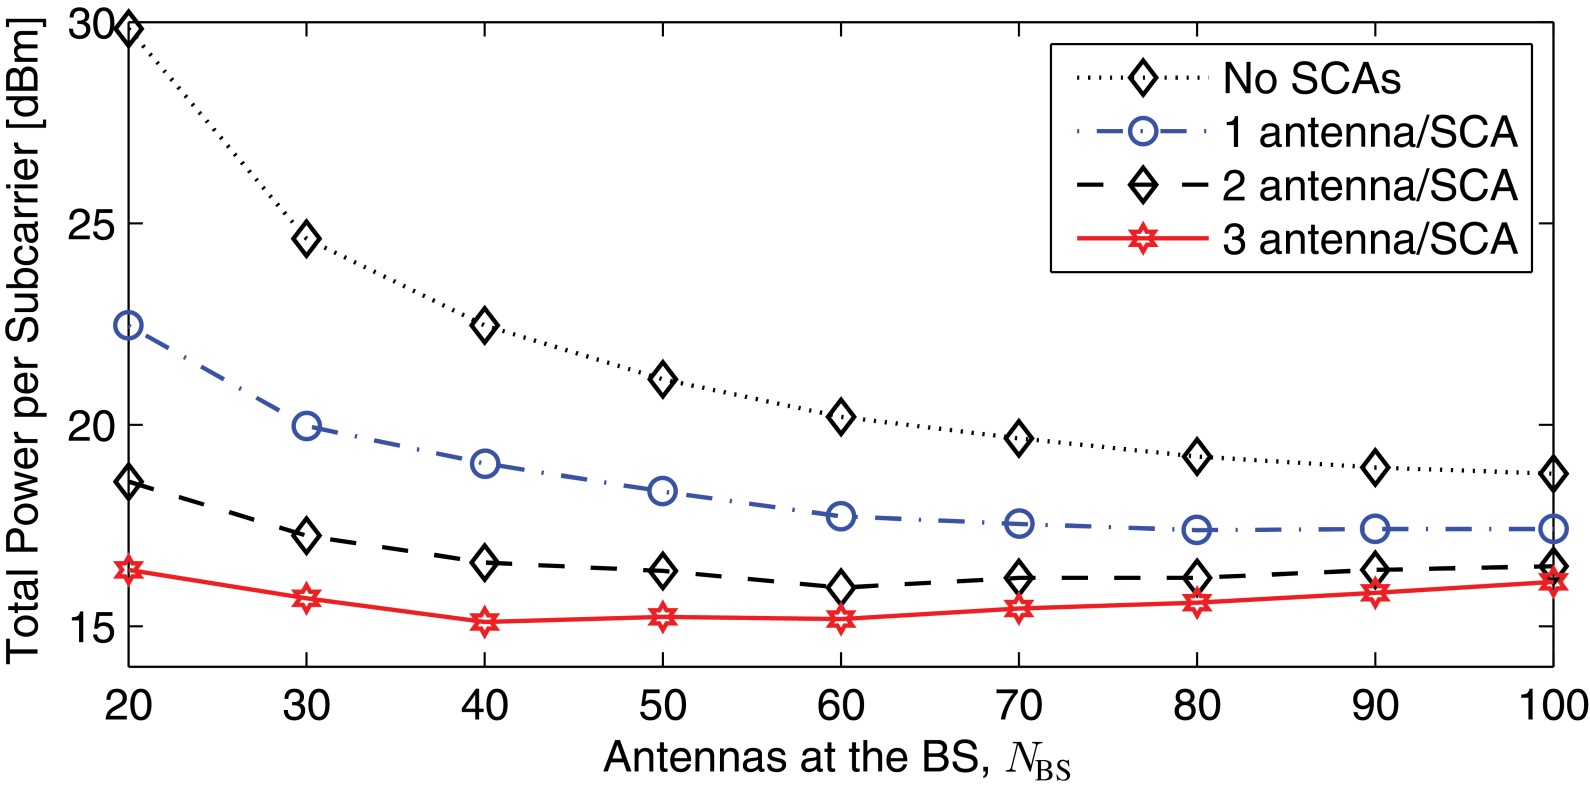 Total Power per Subcarrier [dBm]
30
25
20
15
No SCAs
1 antenna/SCA
2 antenna/SCA
3 antenna/SCA
20 30 40 50 60 70 80 90 100
Antennas at the BS, N_BS